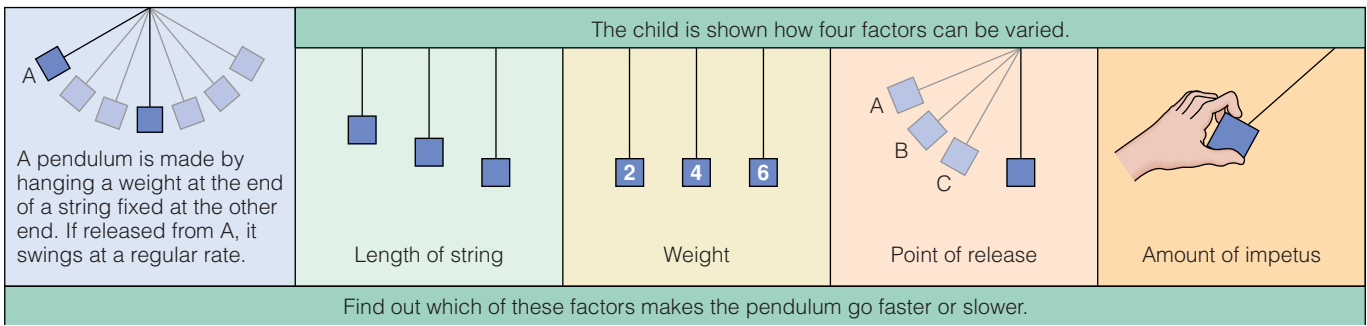 A
A pendulum is made by
hanging a weight at the end
of a string fixed at the other
end. If released from A, it
swings at a regular rate.
The child is shown how four factors can be varied.
Length of string
2 4 6
Weight
A
B
C
Point of release
Amount of impetus
Find out which of these factors makes the pendulum go faster or slower.